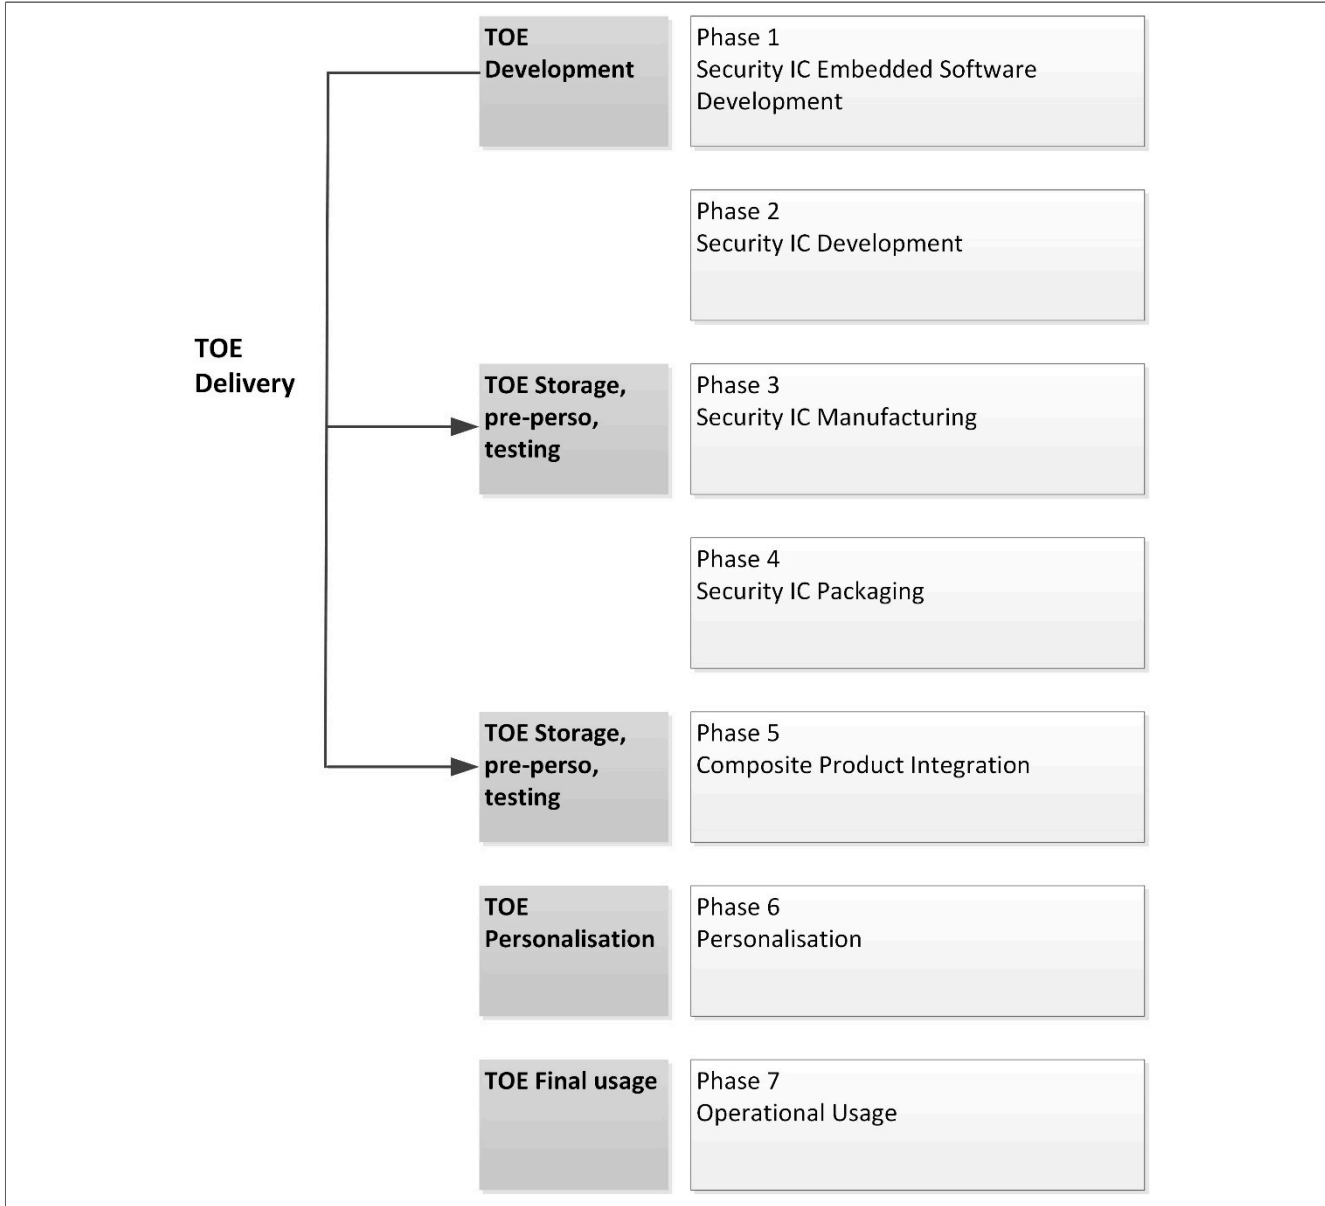 TOE
Development
Phase 1
Security IC Embedded Software
Development
Phase 2
Security IC Development
TOE
Delivery
TOE Storage,
pre-perso,
testing
Phase 3
Security IC Manufacturing
Phase 4
Security IC Packaging
TOE Storage,
pre-perso,
testing
Phase 5
Composite Product Integration
TOE
Personalisation
Phase 6
Personalisation
TOE Final usage
Phase 7
Operational Usage